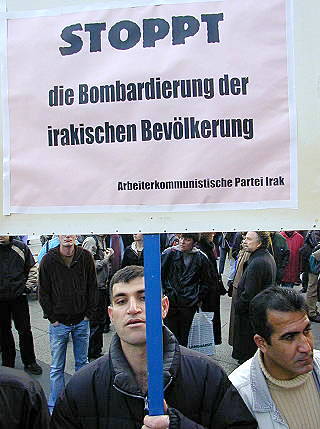 STOPPT
die Bombardierung der
irakischen Bevölkerung
Arbeiterkommunistische Partei Irak